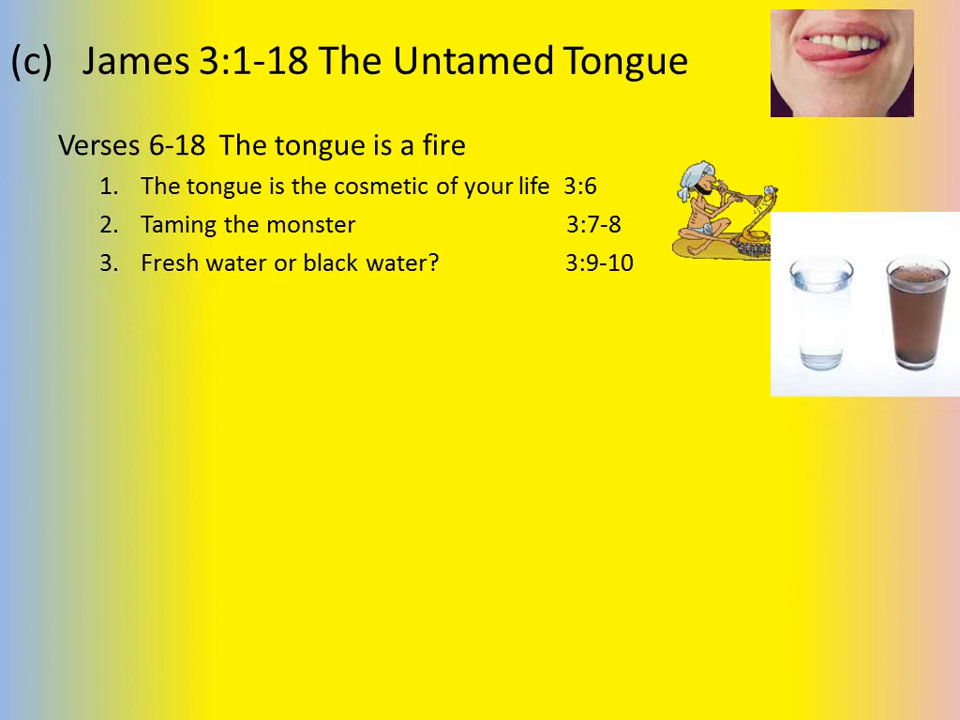 (c) James 3:1-18 The Untamed Tongue
Verses 6-18 The tongue is a fire
1. The tongue is the cosmetic of your life 3:6
2. Taming the monster 3:7-8
3. Fresh water or black water? 3:9-10